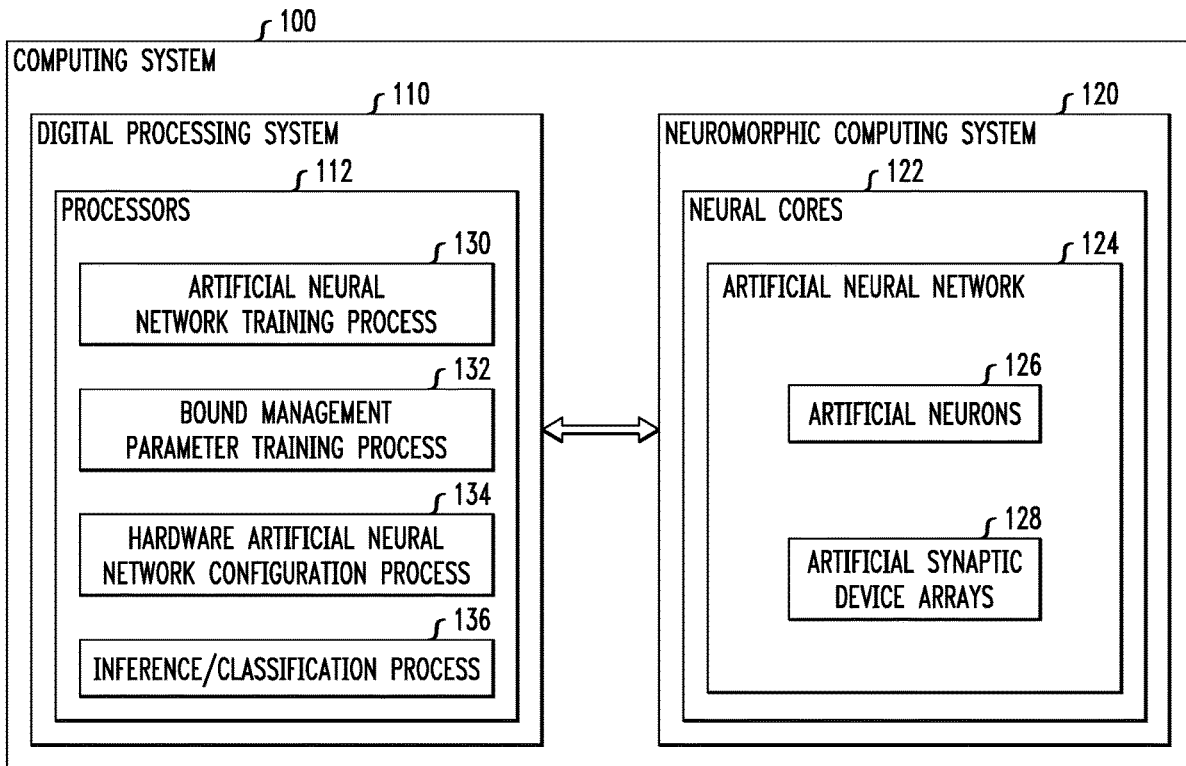 100
COMPUTING SYSTEM
110
DIGITAL PROCESSING SYSTEM
112
PROCESSORS
130
ARTIFICIAL NEURAL
NETWORK TRAINING PROCESS
132
BOUND MANAGEMENT
PARAMETER TRAINING PROCESS
134
HARDWARE ARTIFICIAL NEURAL
NETWORK CONFIGURATION PROCESS
136
INFERENCE/CLASSIFICATION PROCESS
120
NEUROMORPHIC COMPUTING SYSTEM
122
NEURAL CORES
124
ARTIFICIAL NEURAL NETWORK
126
ARTIFICIAL NEURONS
128
ARTIFICIAL SYNAPTIC
DEVICE ARRAYS